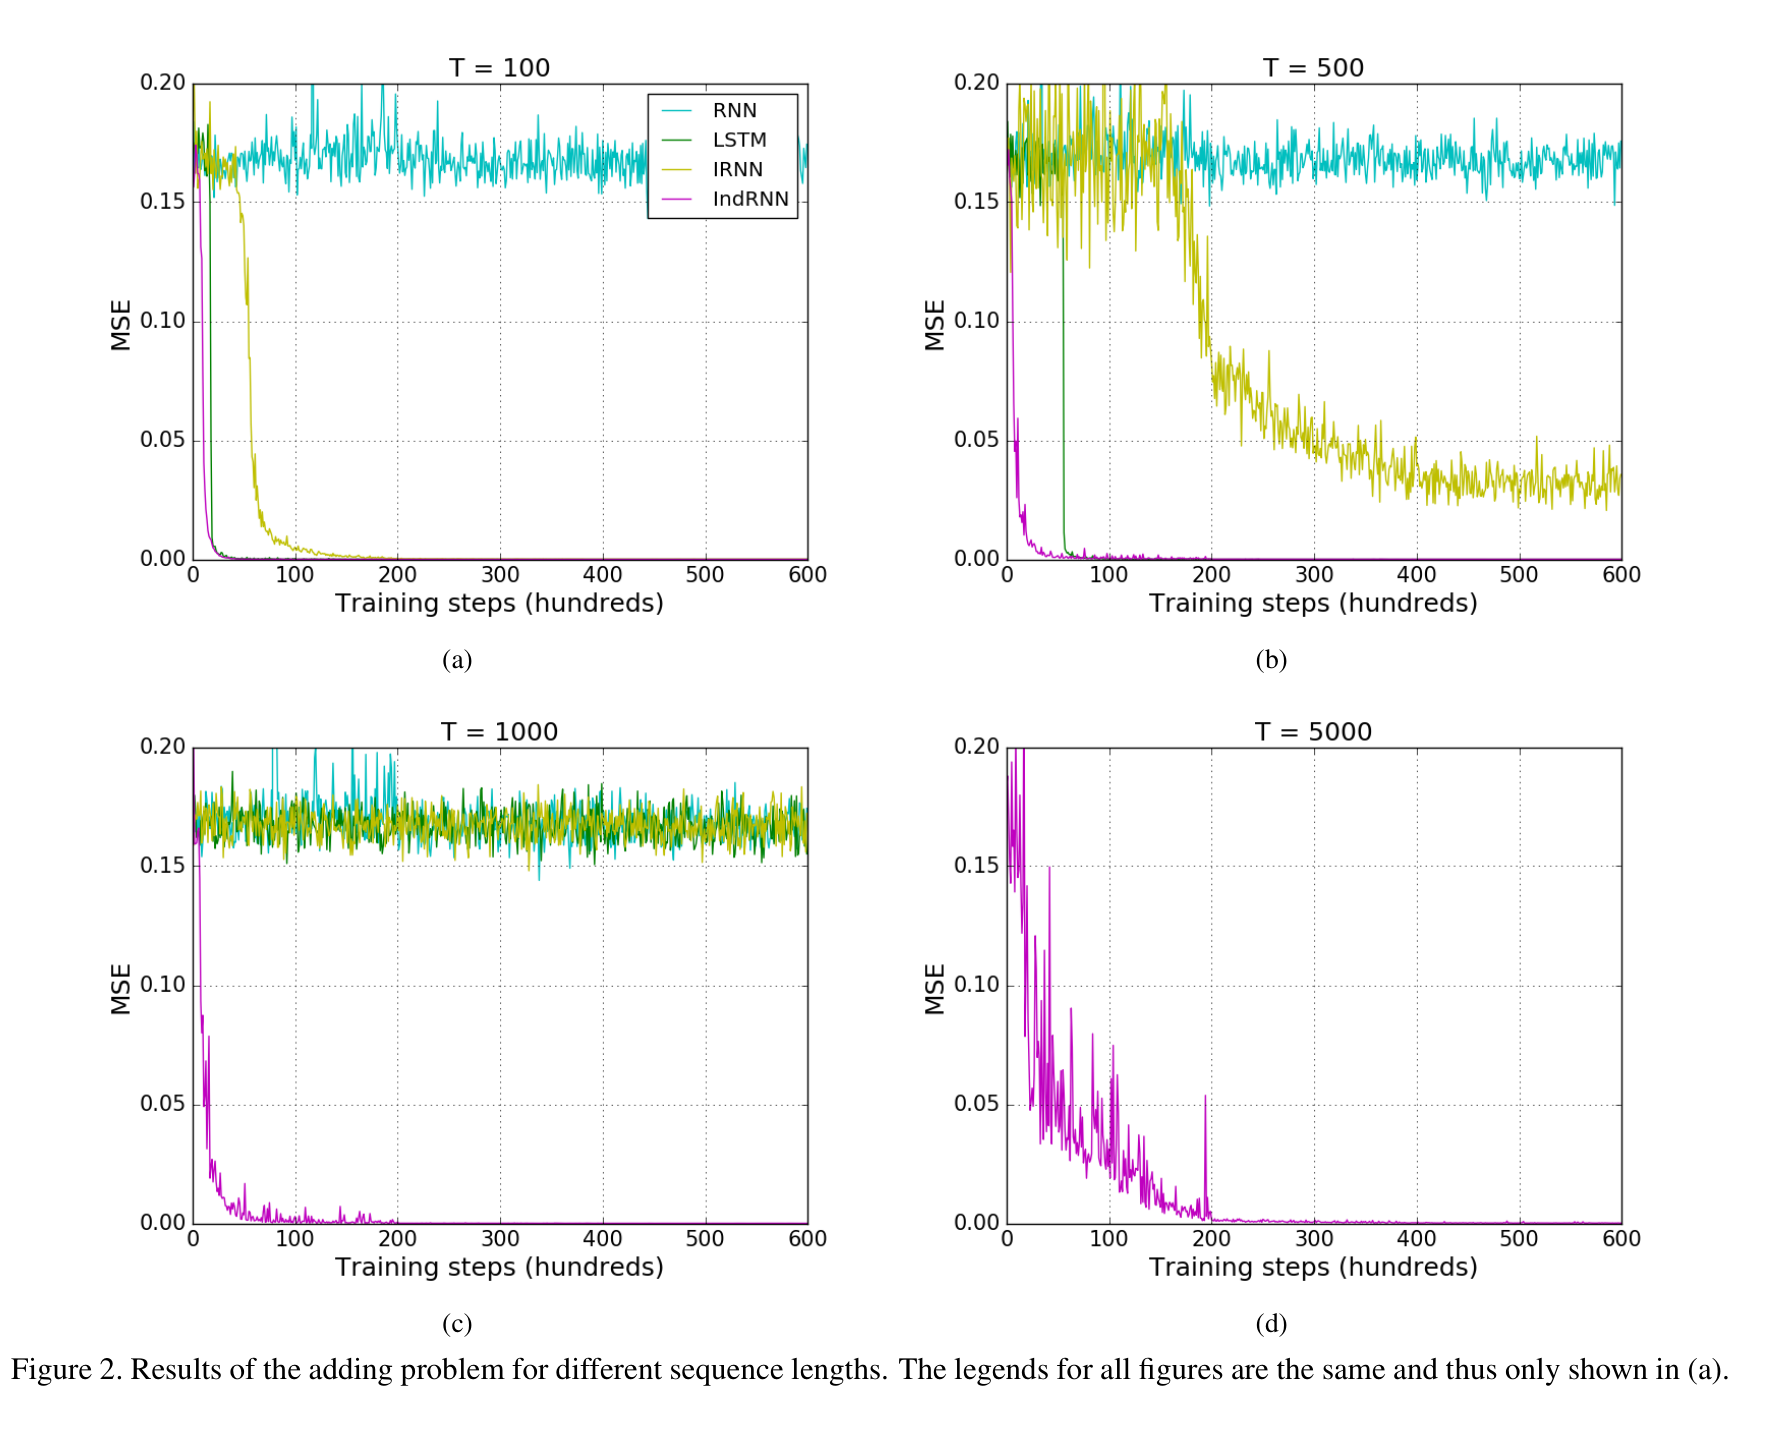 T = 100
0.20
0.15
0.10
0.05
0.00
MSE
RNN
LSTM
IRNN
IndRNN
0 100 200 300 400 500 600
Training steps (hundreds)
(a)
T = 500
0.20
0.15
0.10
0.05
0.00
MSE
0 100 200 300 400 500 600
Training steps (hundreds)
(b)
T = 1000
0.20
0.15
0.10
0.05
0.00
MSE
0 100 200 300 400 500 600
Training steps (hundreds)
(c)
T = 5000
0.20
0.15
0.10
0.05
0.00
MSE
0 100 200 300 400 500 600
Training steps (hundreds)
(d)
Figure 2. Results of the adding problem for different sequence lengths. The legends for all figures are the same and thus only shown in (a).